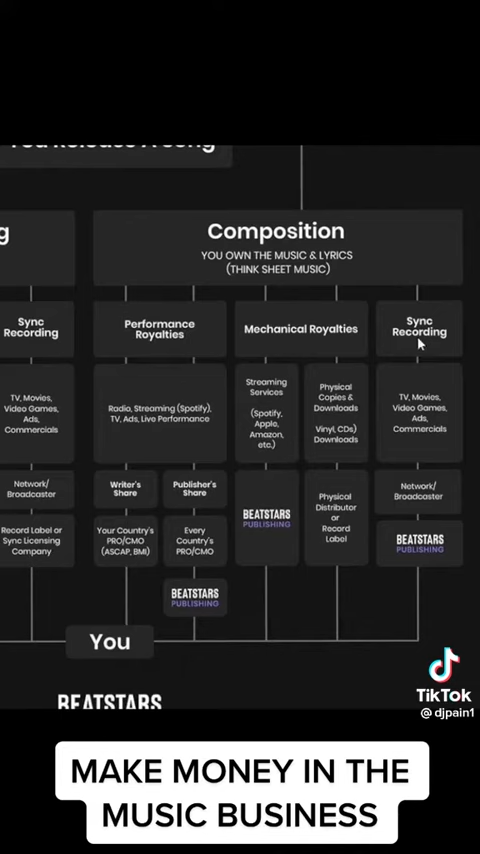 g
Composition
YOU OWN THE MUSIC & LYRICS
(THINK SHEET MUSIC)
Sync
Recording
Performance
Royalties
Mechanical Royalties
Sync
Recording
TV, Movies,
Video Games,
Ads,
Commercials
Radio, Streaming (Spotify),
TV, Ads, Live Performance
Streaming
Services
(Spotify,
Apple,
Amazon,
etc.)
Physical
Copies &
Downloads
Vinyl, CDs)
Downloads
TV, Movies,
Video Games,
Ads,
Commercials
Network/
Broadcaster
Writer's
Share
Publisher's
Share
BEATSTARS
PUBLISHING
Physical
Distributor
or
Record
Label
Network/
Broadcaster
Record Label or
Sync Licensing
Company
Your Country's
PRO/CMO
(ASCAP, BMI)
Every
Country's
PRO/CMO
BEATSTARS
PUBLISHING
BEATSTARS
PUBLISHING
You
BEATSTARS
TikTok
@djpain1
MAKE MONEY IN THE
MUSIC BUSINESS